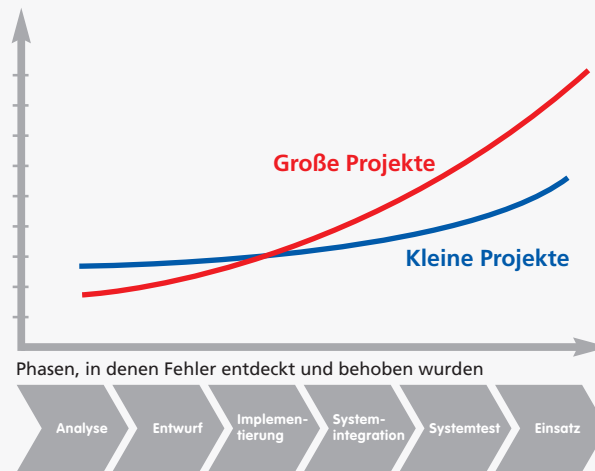 Große Projekte
Kleine Projekte
Phasen, in denen Fehler entdeckt und behoben wurden
Analyse
Entwurf
Implemen-
tierung
System-
integration
Systemtest
Einsatz